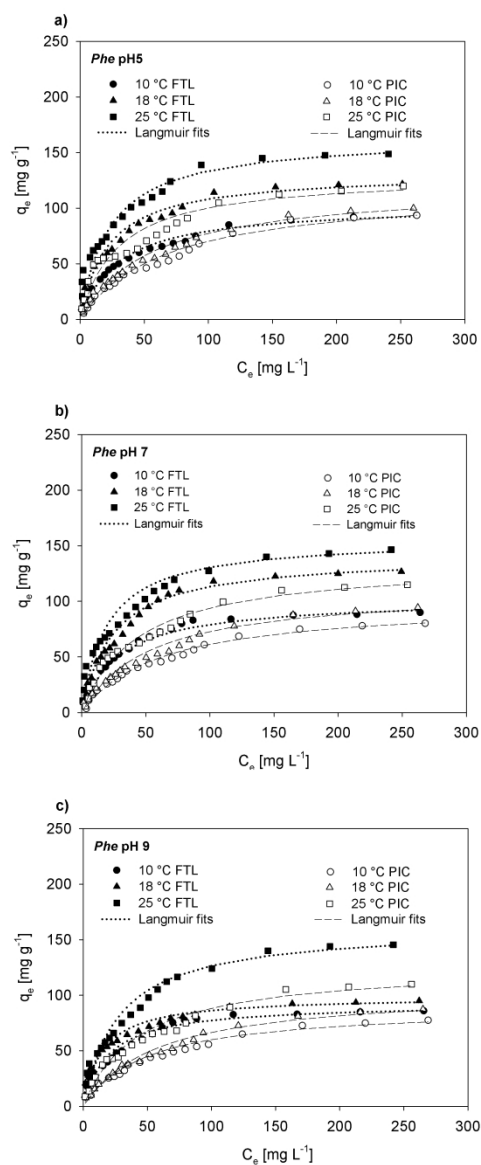 a)
250
Phe pH5
10 °C FTL
10 °C PIC
200
18 °C FTL
18 °C PIC
25 °C FTL
25 °C PIC
Langmuir fits
Langmuir fits
150
qe [mg g-1]
100
50
0
0 50 100 150 200 250 300
Ce [mg L-1]
b)
250
Phe pH 7
10 °C FTL
10 °C PIC
200
18 °C FTL
18 °C PIC
25 °C FTL
25 °C PIC
Langmuir fits
Langmuir fits
150
qe [mg g-1]
100
50
0
0 50 100 150 200 250 300
Ce [mg L-1]
c)
250
Phe pH 9
10 °C FTL
10 °C PIC
200
18 °C FTL
18 °C PIC
25 °C FTL
25 °C PIC
Langmuir fits
Langmuir fits
150
qe [mg g-1]
100
50
0
0 50 100 150 200 250 300
Ce [mg L-1]